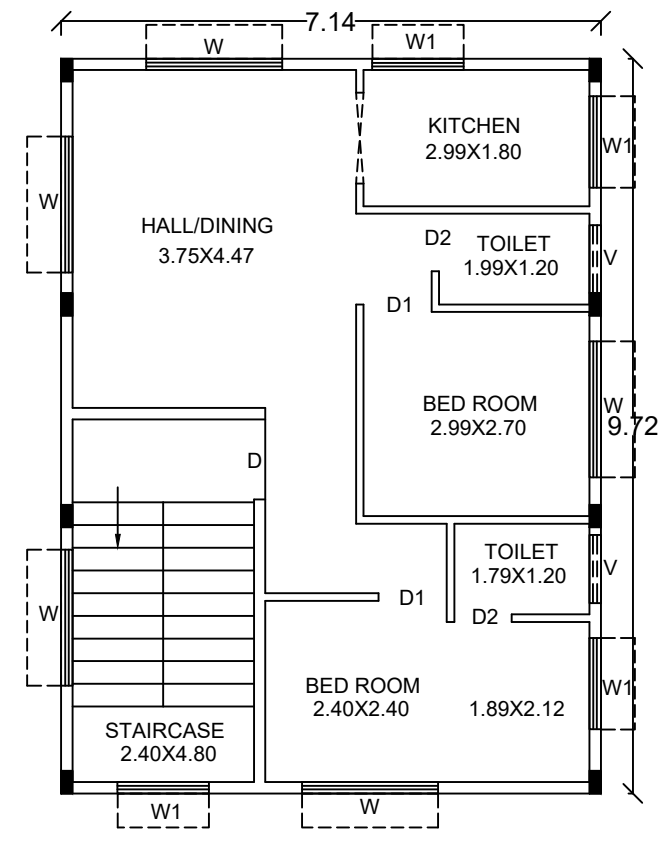 7.14
W
W1
KITCHEN
2.99X1.80
W1
W
HALL/DINING
3.75X4.47
D2
TOILET
1.99X1.20
V
D1
BED ROOM
2.99X2.70
W
9.72
D
TOILET
1.79X1.20
V
W
D1
D2
BED ROOM
2.40X2.40
1.89X2.12
W1
STAIRCASE
2.40X4.80
W1
W